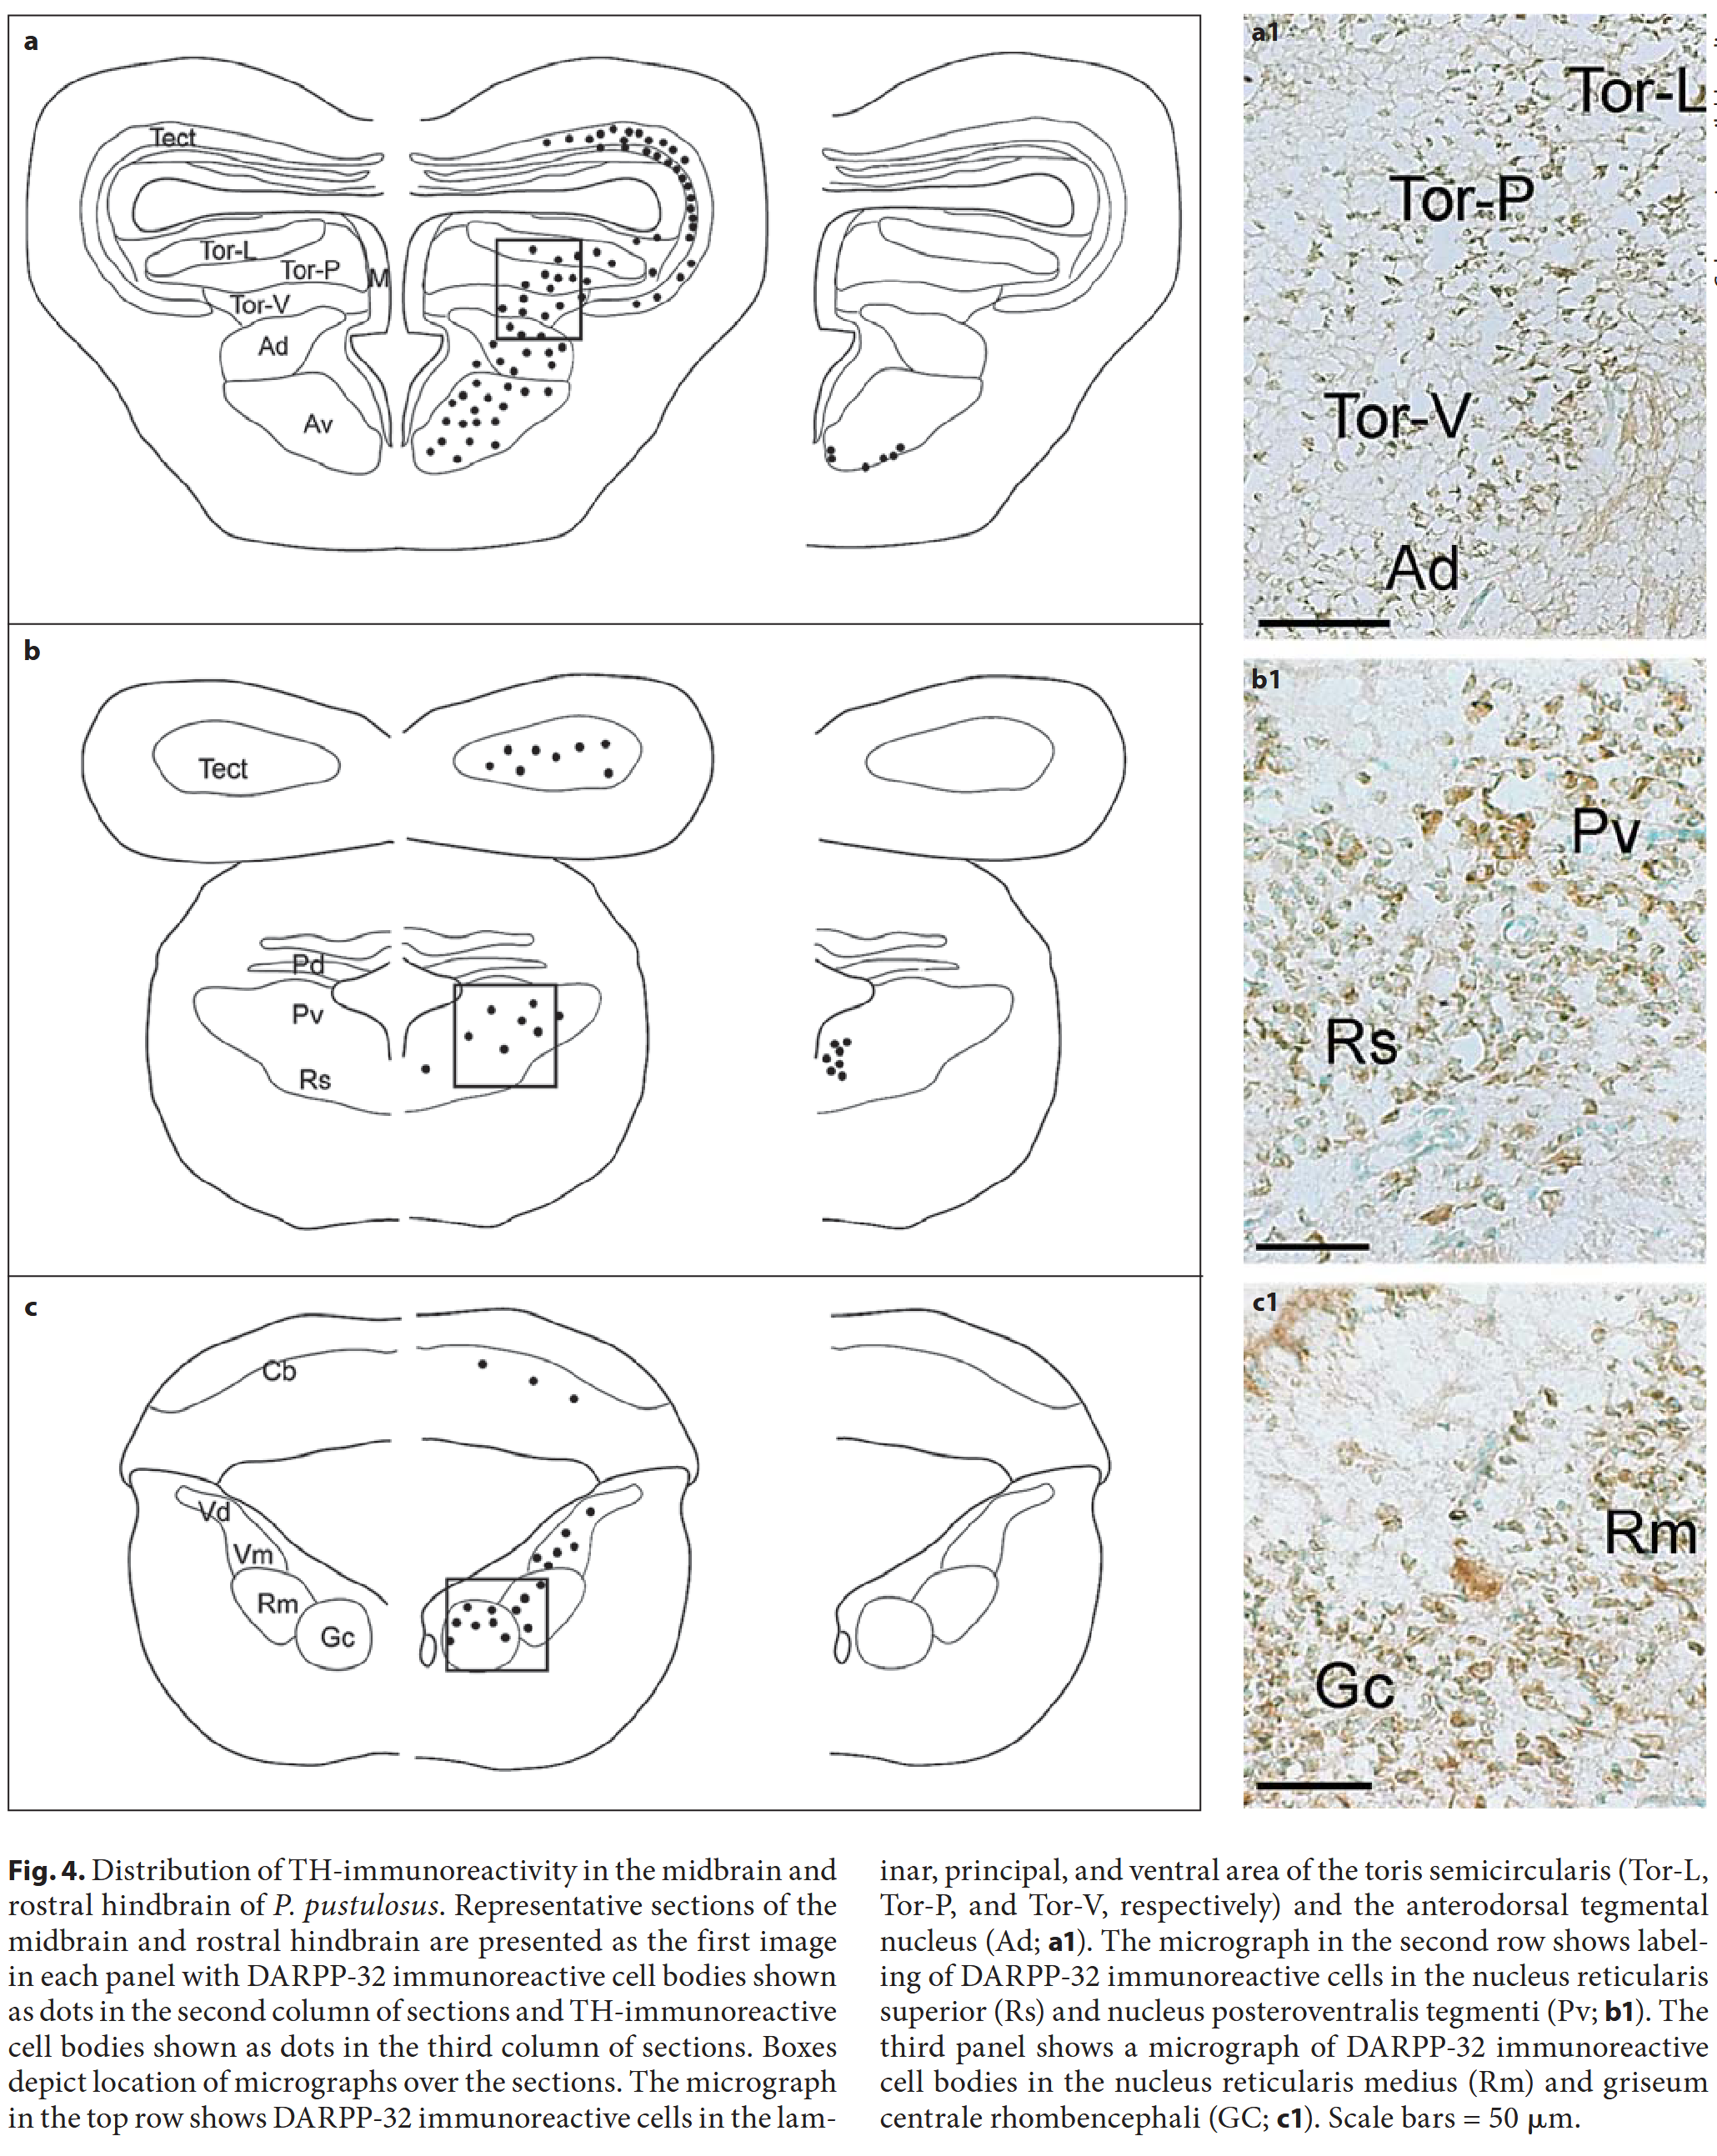 a
Tect
Tor-L
Tor-P
M
Tor-V
Ad
Av
a1
Tor-L
Tor-P
Tor-V
Ad
b
Tect
Pd
Pv
Rs
b1
Pv
Rs
c
Cb
Vd
Vm
Rm
Gc
c1
Rm
Gc
Fig. 4. Distribution of TH-immunoreactivity in the midbrain and
rostral hindbrain of P. pustulosus. Representative sections of the
midbrain and rostral hindbrain are presented as the first image
in each panel with DARPP-32 immunoreactive cell bodies shown
as dots in the second column of sections and TH-immunoreactive
cell bodies shown as dots in the third column of sections. Boxes
depict location of micrographs over the sections. The micrograph
in the top row shows DARPP-32 immunoreactive cells in the lam-
inar, principal, and ventral area of the toris semicircularis (Tor-L,
Tor-P, and Tor-V, respectively) and the anterodorsal tegmental
nucleus (Ad; a1). The micrograph in the second row shows label-
ing of DARPP-32 immunoreactive cells in the nucleus reticularis
superior (Rs) and nucleus posteroventralis tegmenti (Pv; b1). The
third panel shows a micrograph of DARPP-32 immunoreactive
cell bodies in the nucleus reticularis medius (Rm) and griseum
centrale rhombencephali (GC; c1). Scale bars = 50 μm.